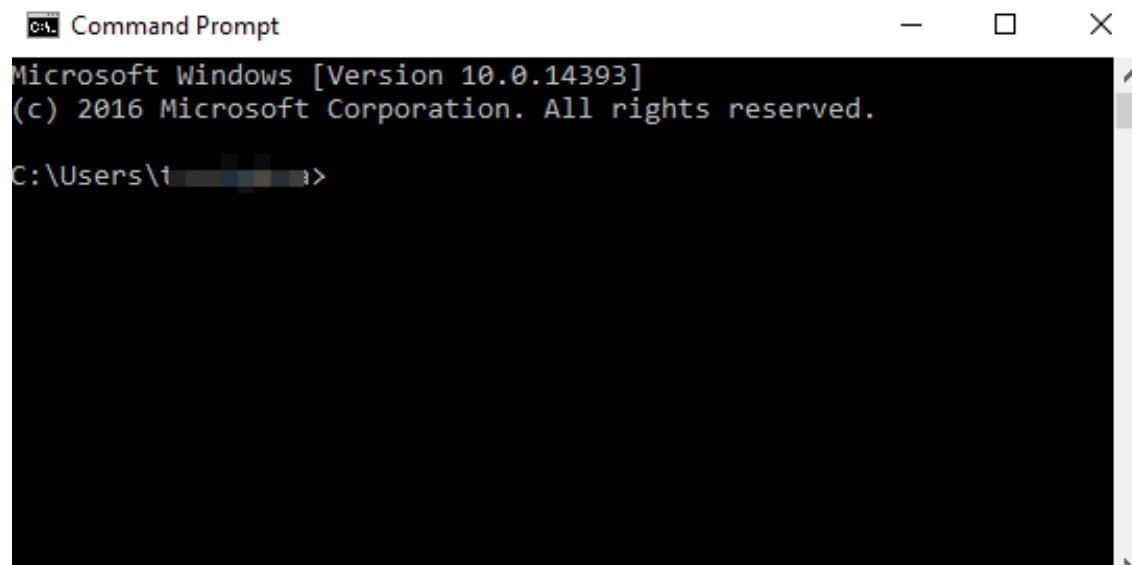 Command Prompt
Microsoft Windows [Version 10.0.14393]
(c) 2016 Microsoft Corporation. All rights reserved.
C:\Users\